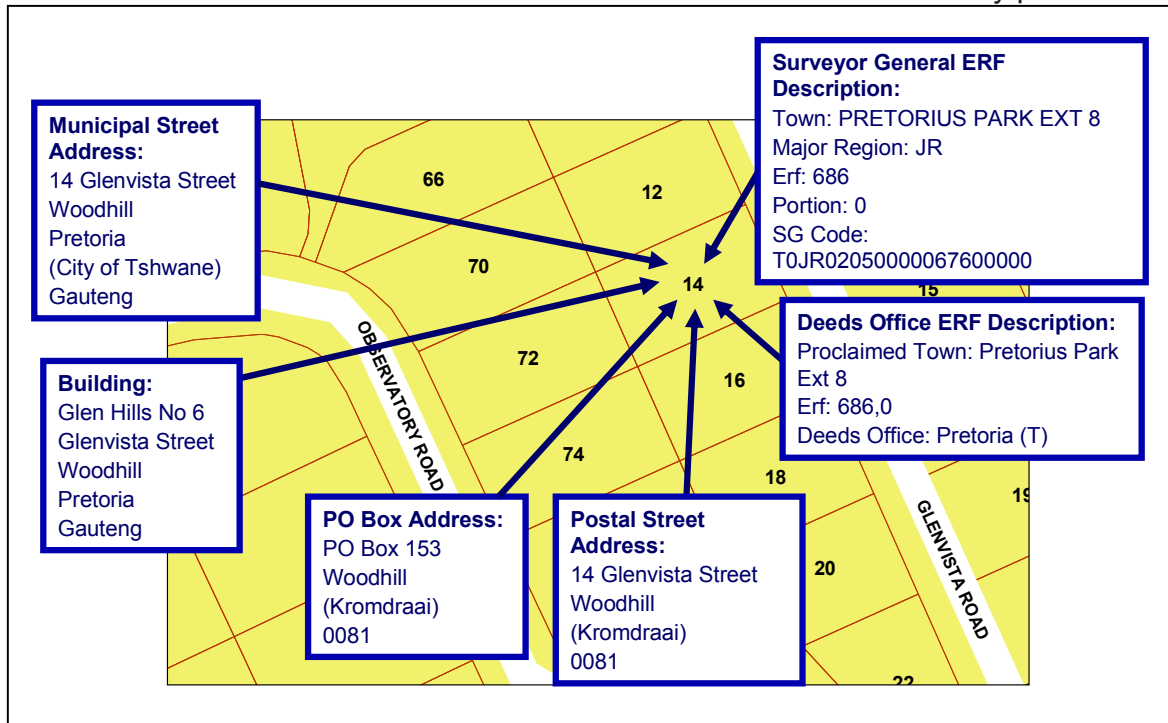 Surveyor General ERF
Description:
Town: PRETORIUS PARK EXT 8
Major Region: JR
Erf: 686
Portion: 0
SG Code:
T0JR02050000067600000
Municipal Street
Address:
14 Glenvista Street
Woodhill
Pretoria
(City of Tshwane)
Gauteng
66
12
70
14
15
OBSERVATORY ROAD
72
16
Deeds Office ERF Description:
Proclaimed Town: Pretorius Park
Ext 8
Erf: 686,0
Deeds Office: Pretoria (T)
Building:
Glen Hills No 6
Glenvista Street
Woodhill
Pretoria
Gauteng
74
18
19
GLENVISTA ROAD
20
22
PO Box Address:
PO Box 153
Woodhill
(Kromdraai)
0081
Postal Street
Address:
14 Glenvista Street
Woodhill
(Kromdraai)
0081